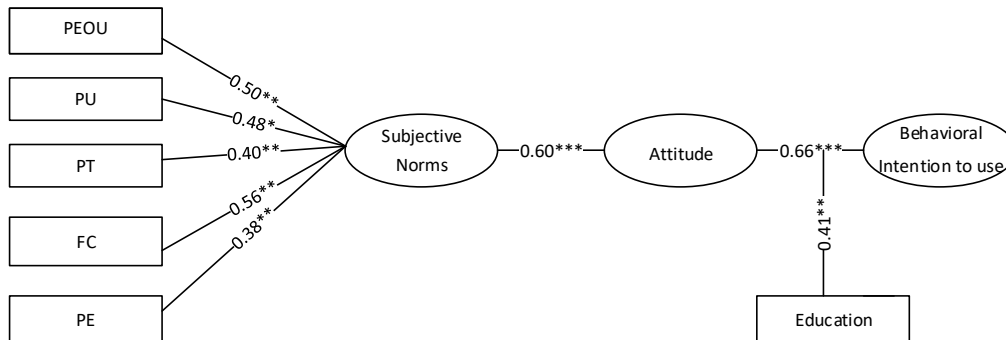 PEOU
0.50**
PU
0.48*
PT
0.40**
FC
0.56**
PE
0.38**
Subjective
Norms
0.60***
Attitude
0.66***
Behavioral
Intention to use
0.41**
Education